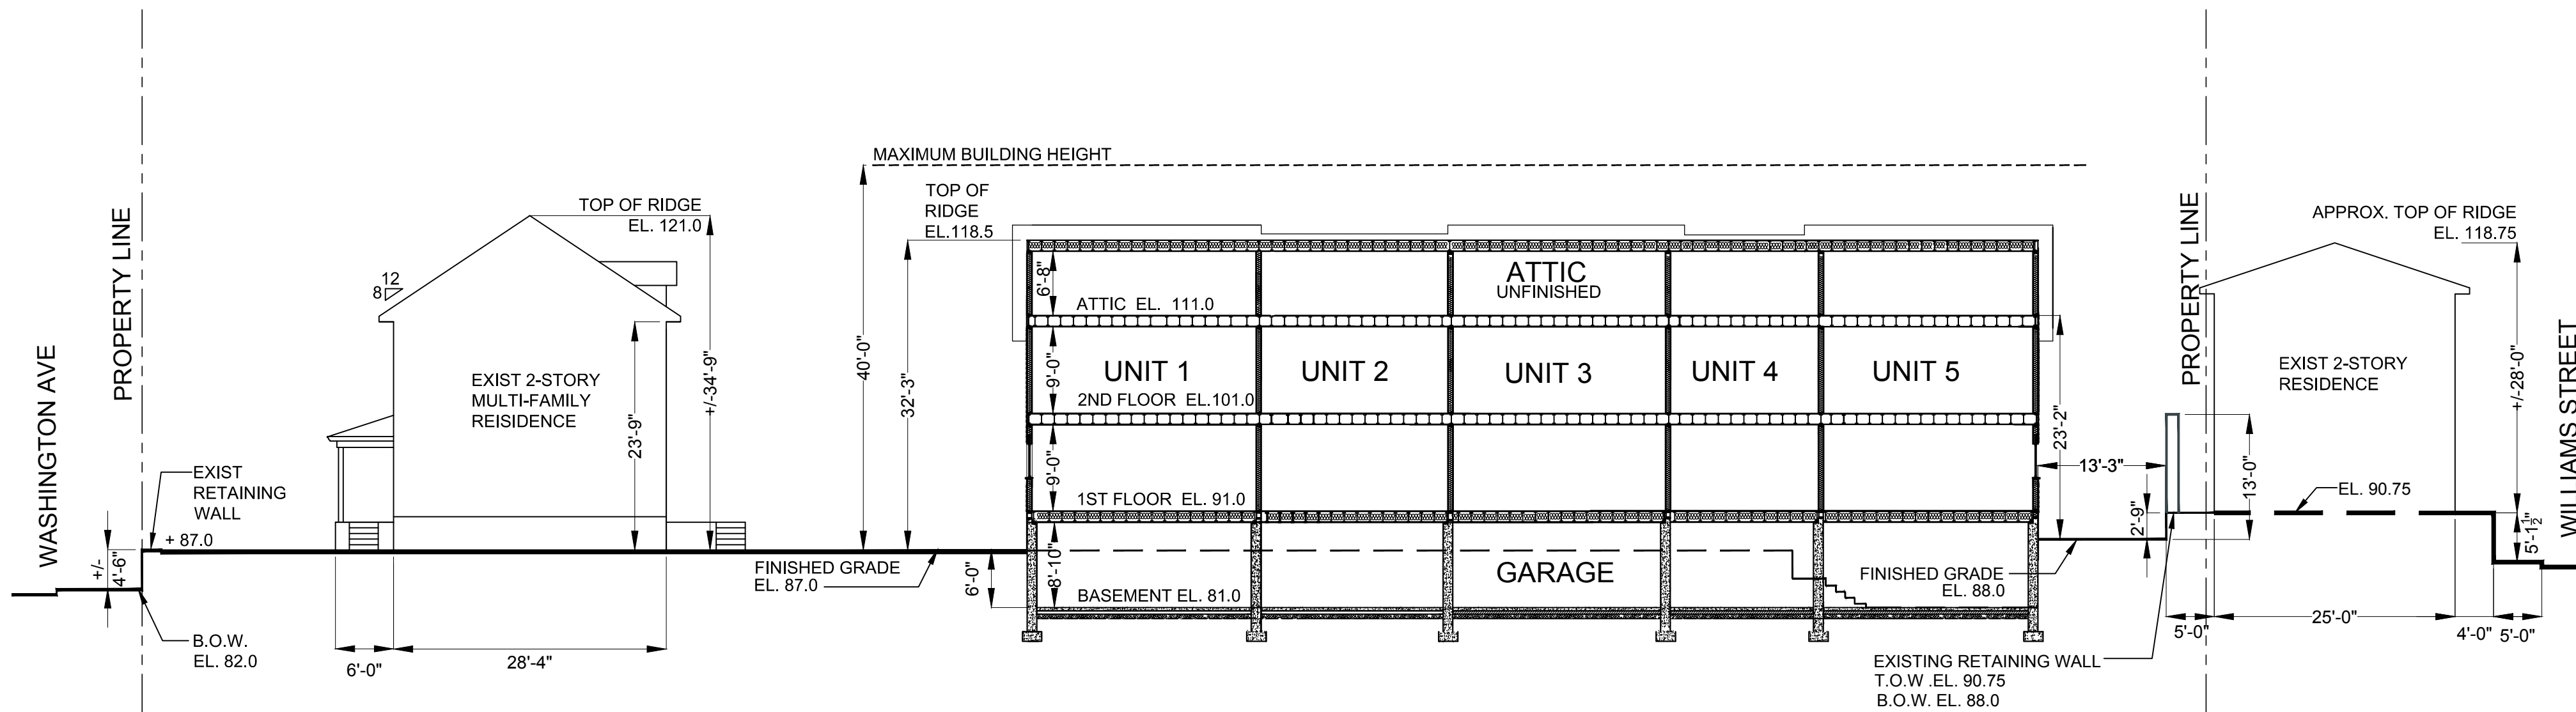 WASHINGTON AVE
PROPERTY LINE
+/-
4'-6"
EXIST
RETAINING
WALL
+ 87.0
B.O.W.
EL. 82.0
12
8
TOP OF RIDGE
EL. 121.0
EXIST 2-STORY
MULTI-FAMILY
REISIDENCE
23'-9"
+/-34'-9"
6'-0"
28'-4"
MAXIMUM BUILDING HEIGHT
40'-0"
TOP OF
RIDGE
EL.118.5
32'-3"
FINISHED GRADE
EL. 87.0
6'-0"
6'-8"
ATTIC
UNFINISHED
ATTIC EL. 111.0
9'-0"
UNIT 1
UNIT 2
UNIT 3
UNIT 4
UNIT 5
2ND FLOOR EL.101.0
9'-0"
1ST FLOOR EL. 91.0
8'-10"
GARAGE
BASEMENT EL. 81.0
23'-2"
13'-3"
FINISHED GRADE
EL. 88.0
2'-9"
13'-0"
PROPERTY LINE
APPROX. TOP OF RIDGE
EL. 118.75
EXIST 2-STORY
RESIDENCE
EL. 90.75
+/-28'-0"
5'-1 1/2"
WILLIAMS STREET
5'-0"
25'-0"
4'-0"
5'-0"
EXISTING RETAINING WALL
T.O.W .EL. 90.75
B.O.W. EL. 88.0